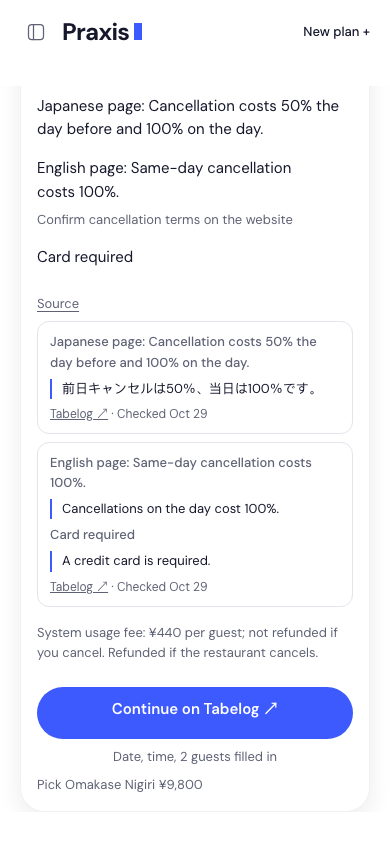 Praxis
New plan +
Japanese page: Cancellation costs 50% the
day before and 100% on the day.
English page: Same-day cancellation
costs 100%.
Confirm cancellation terms on the website
Card required
Source
Japanese page: Cancellation costs 50% the
day before and 100% on the day.
前日キャンセルは50%、当日は100%です。
Tabelog ↗ · Checked Oct 29
English page: Same-day cancellation costs
100%.
Cancellations on the day cost 100%.
Card required
A credit card is required.
Tabelog ↗ · Checked Oct 29
System usage fee: ¥440 per guest; not refunded if
you cancel. Refunded if the restaurant cancels.
Continue on Tabelog ↗
Date, time, 2 guests filled in
Pick Omakase Nigiri ¥9,800